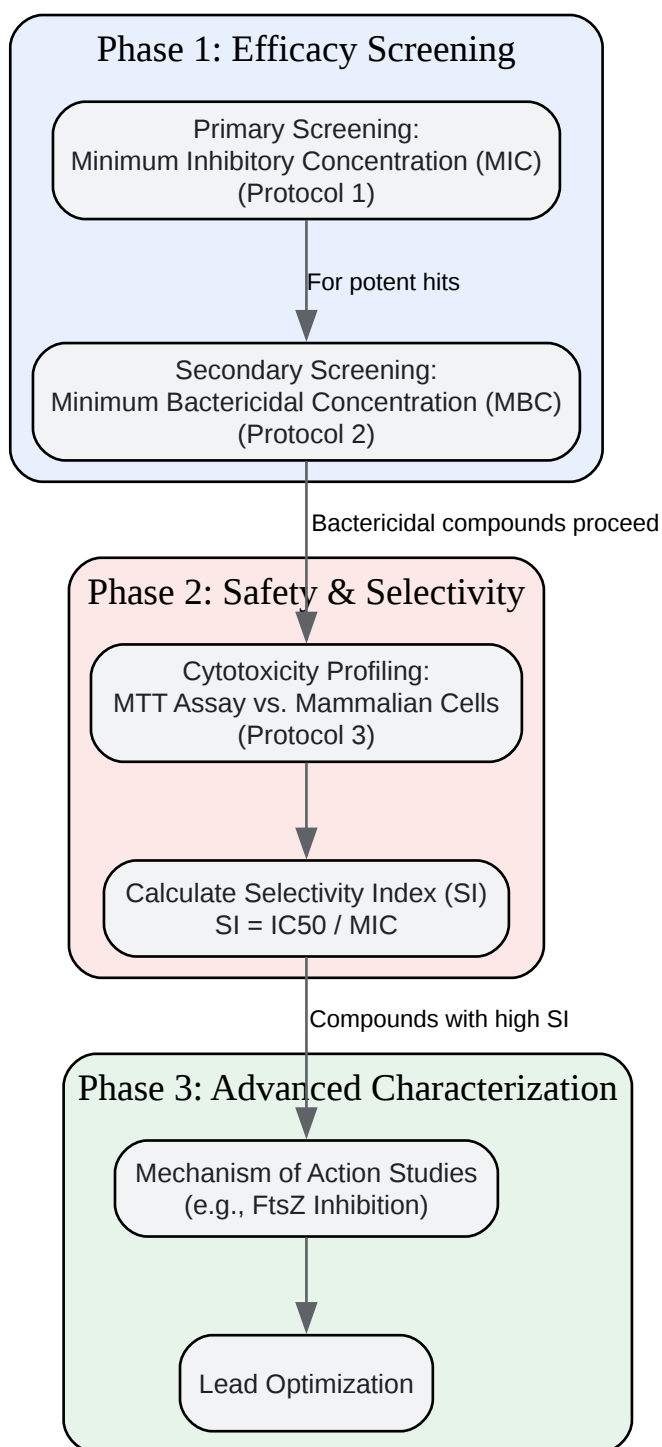 Phase 1: Efficacy Screening
Primary Screening:
Minimum Inhibitory Concentration (MIC)
(Protocol 1)
For potent hits
Secondary Screening:
Minimum Bactericidal Concentration (MBC)
(Protocol 2)
Bactericidal compounds proceed
Phase 2: Safety & Selectivity
Cytotoxicity Profiling:
MTT Assay vs. Mammalian Cells
(Protocol 3)
Calculate Selectivity Index (SI)
SI = IC50 / MIC
Compounds with high SI
Phase 3: Advanced Characterization
Mechanism of Action Studies
(e.g., FtsZ Inhibition)
Lead Optimization